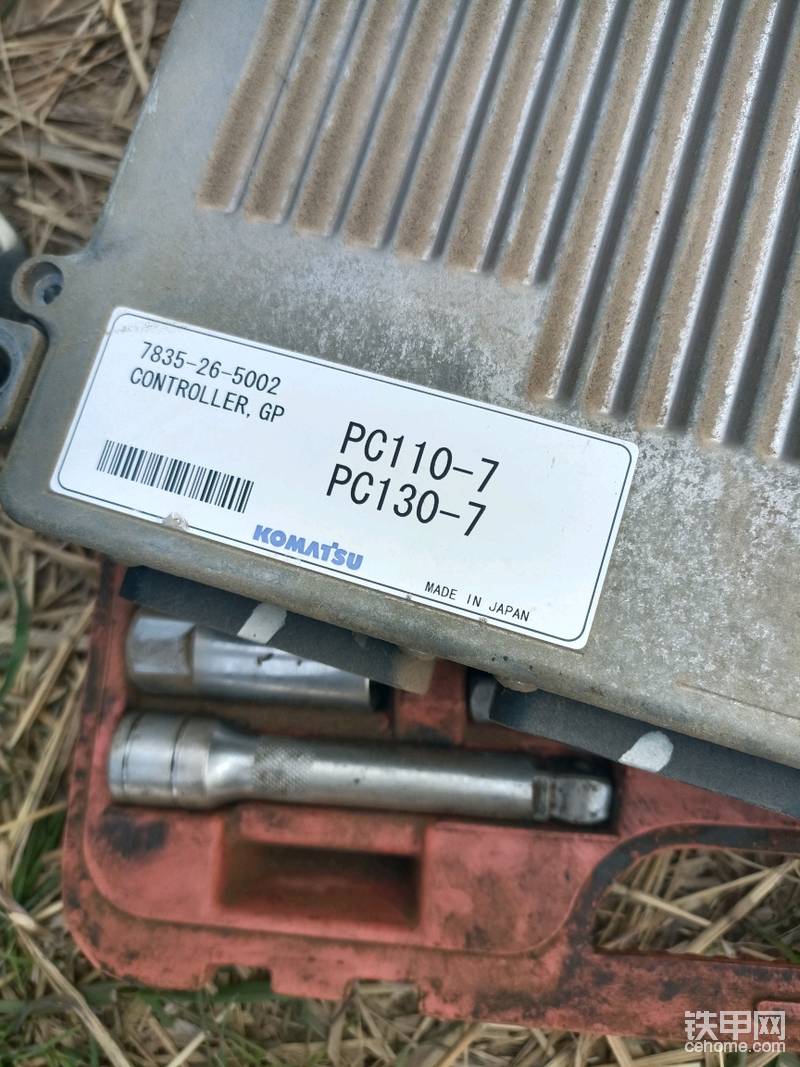 7835-26-5002
CONTROLLER, GP
PC110-7
PC130-7
KOMATSU
MADE IN JAPAN
铁甲网
cehome.com